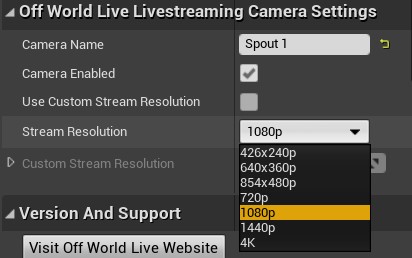 Off World Live Livestreaming Camera Settings
Camera Name Spout 1
Camera Enabled
Use Custom Stream Resolution
Stream Resolution 1080p
426x240p
640x360p
Custom Stream Resolution
854x480p
720p
1080p
1440p
4K
Version And Support
Visit Off World Live Website